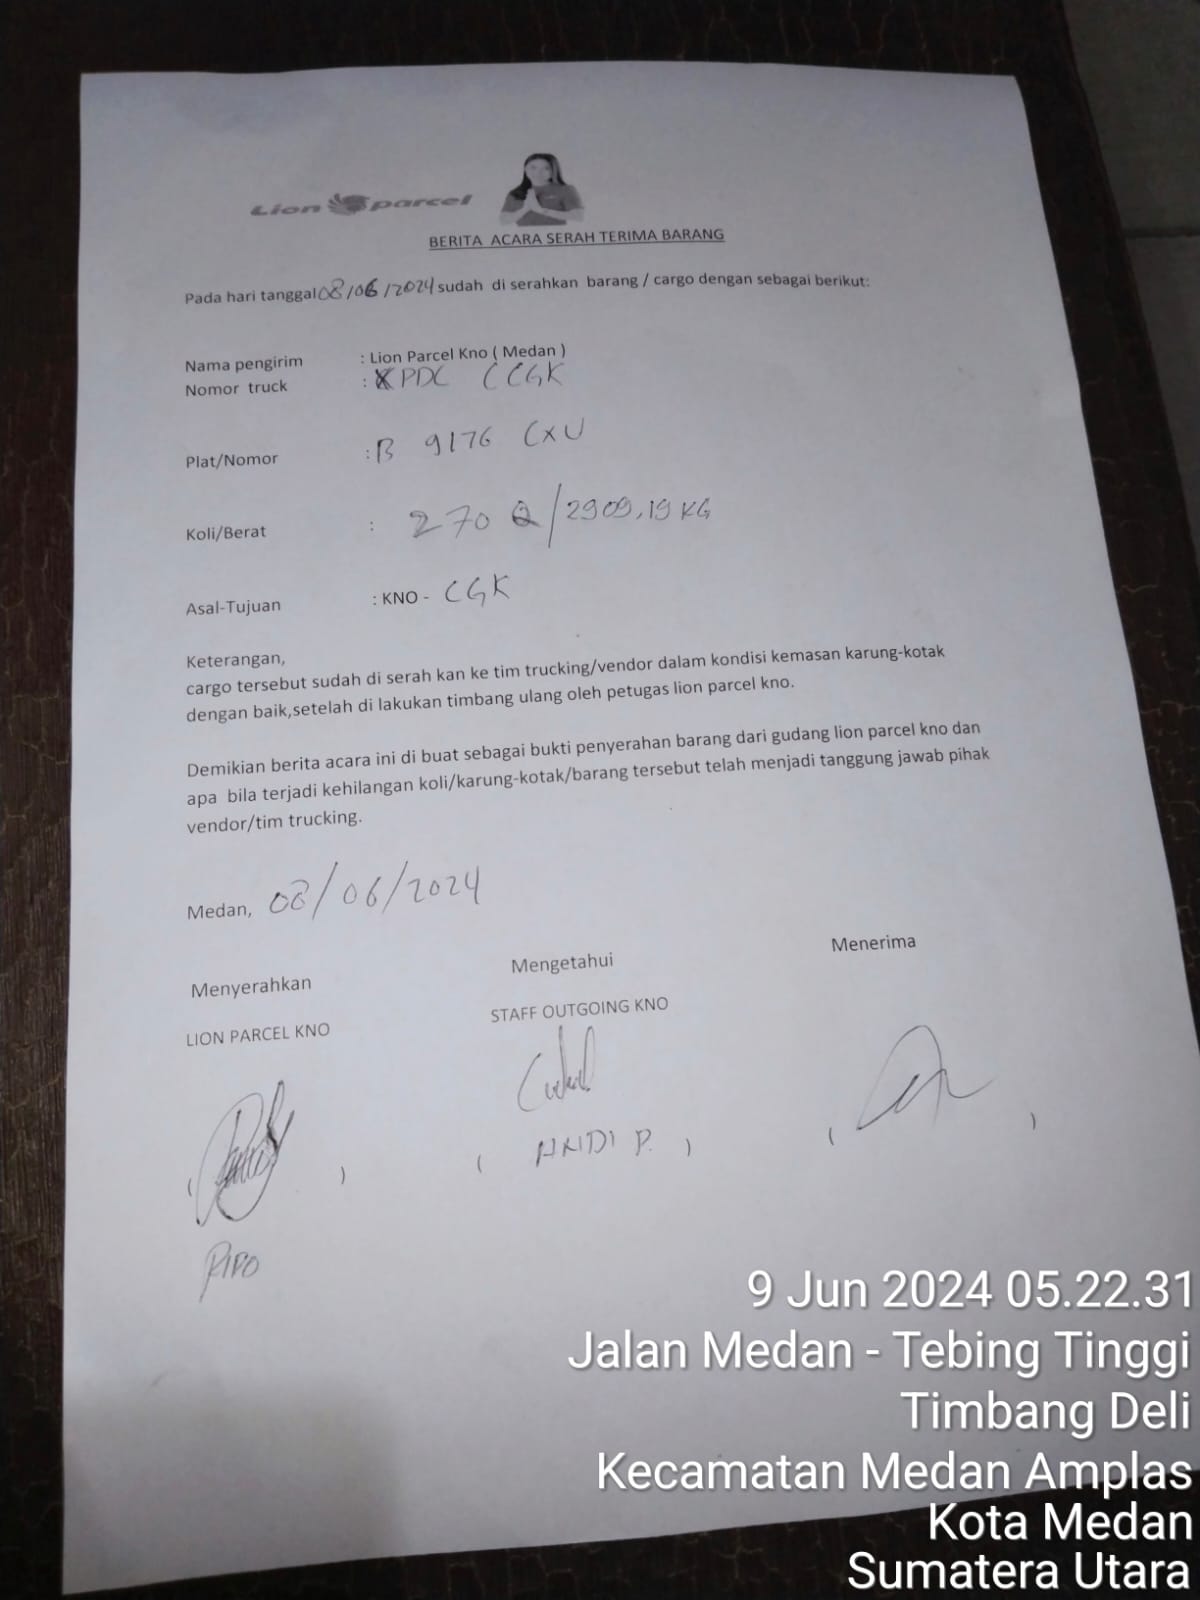 Lion parcel
BERITA ACARA SERAH TERIMA BARANG
Pada hari tanggal 08/06/2024 sudah di serahkan barang / cargo dengan sebagai berikut:
Nama pengirim : Lion Parcel Kno ( Medan )
Nomor truck : XPDC CCGK
Plat/Nomor : B 9176 CXU
Koli/Berat : 270 Q/2909,19 KG
Asal-Tujuan : KNO - CGK
Keterangan,
cargo tersebut sudah di serah kan ke tim trucking/vendor dalam kondisi kemasan karung-kotak
dengan baik,setelah di lakukan timbang ulang oleh petugas lion parcel kno.
Demikian berita acara ini di buat sebagai bukti penyerahan barang dari gudang lion parcel kno dan
apa bila terjadi kehilangan koli/karung-kotak/barang tersebut telah menjadi tanggung jawab pihak
vendor/tim trucking.
Medan, 08/06/2024
Menyerahkan Mengetahui Menerima
LION PARCEL KNO STAFF OUTGOING KNO
( ) ( P. ) ( )
9 Jun 2024 05.22.31
Jalan Medan - Tebing Tinggi
Timbang Deli
Kecamatan Medan Amplas
Kota Medan
Sumatera Utara